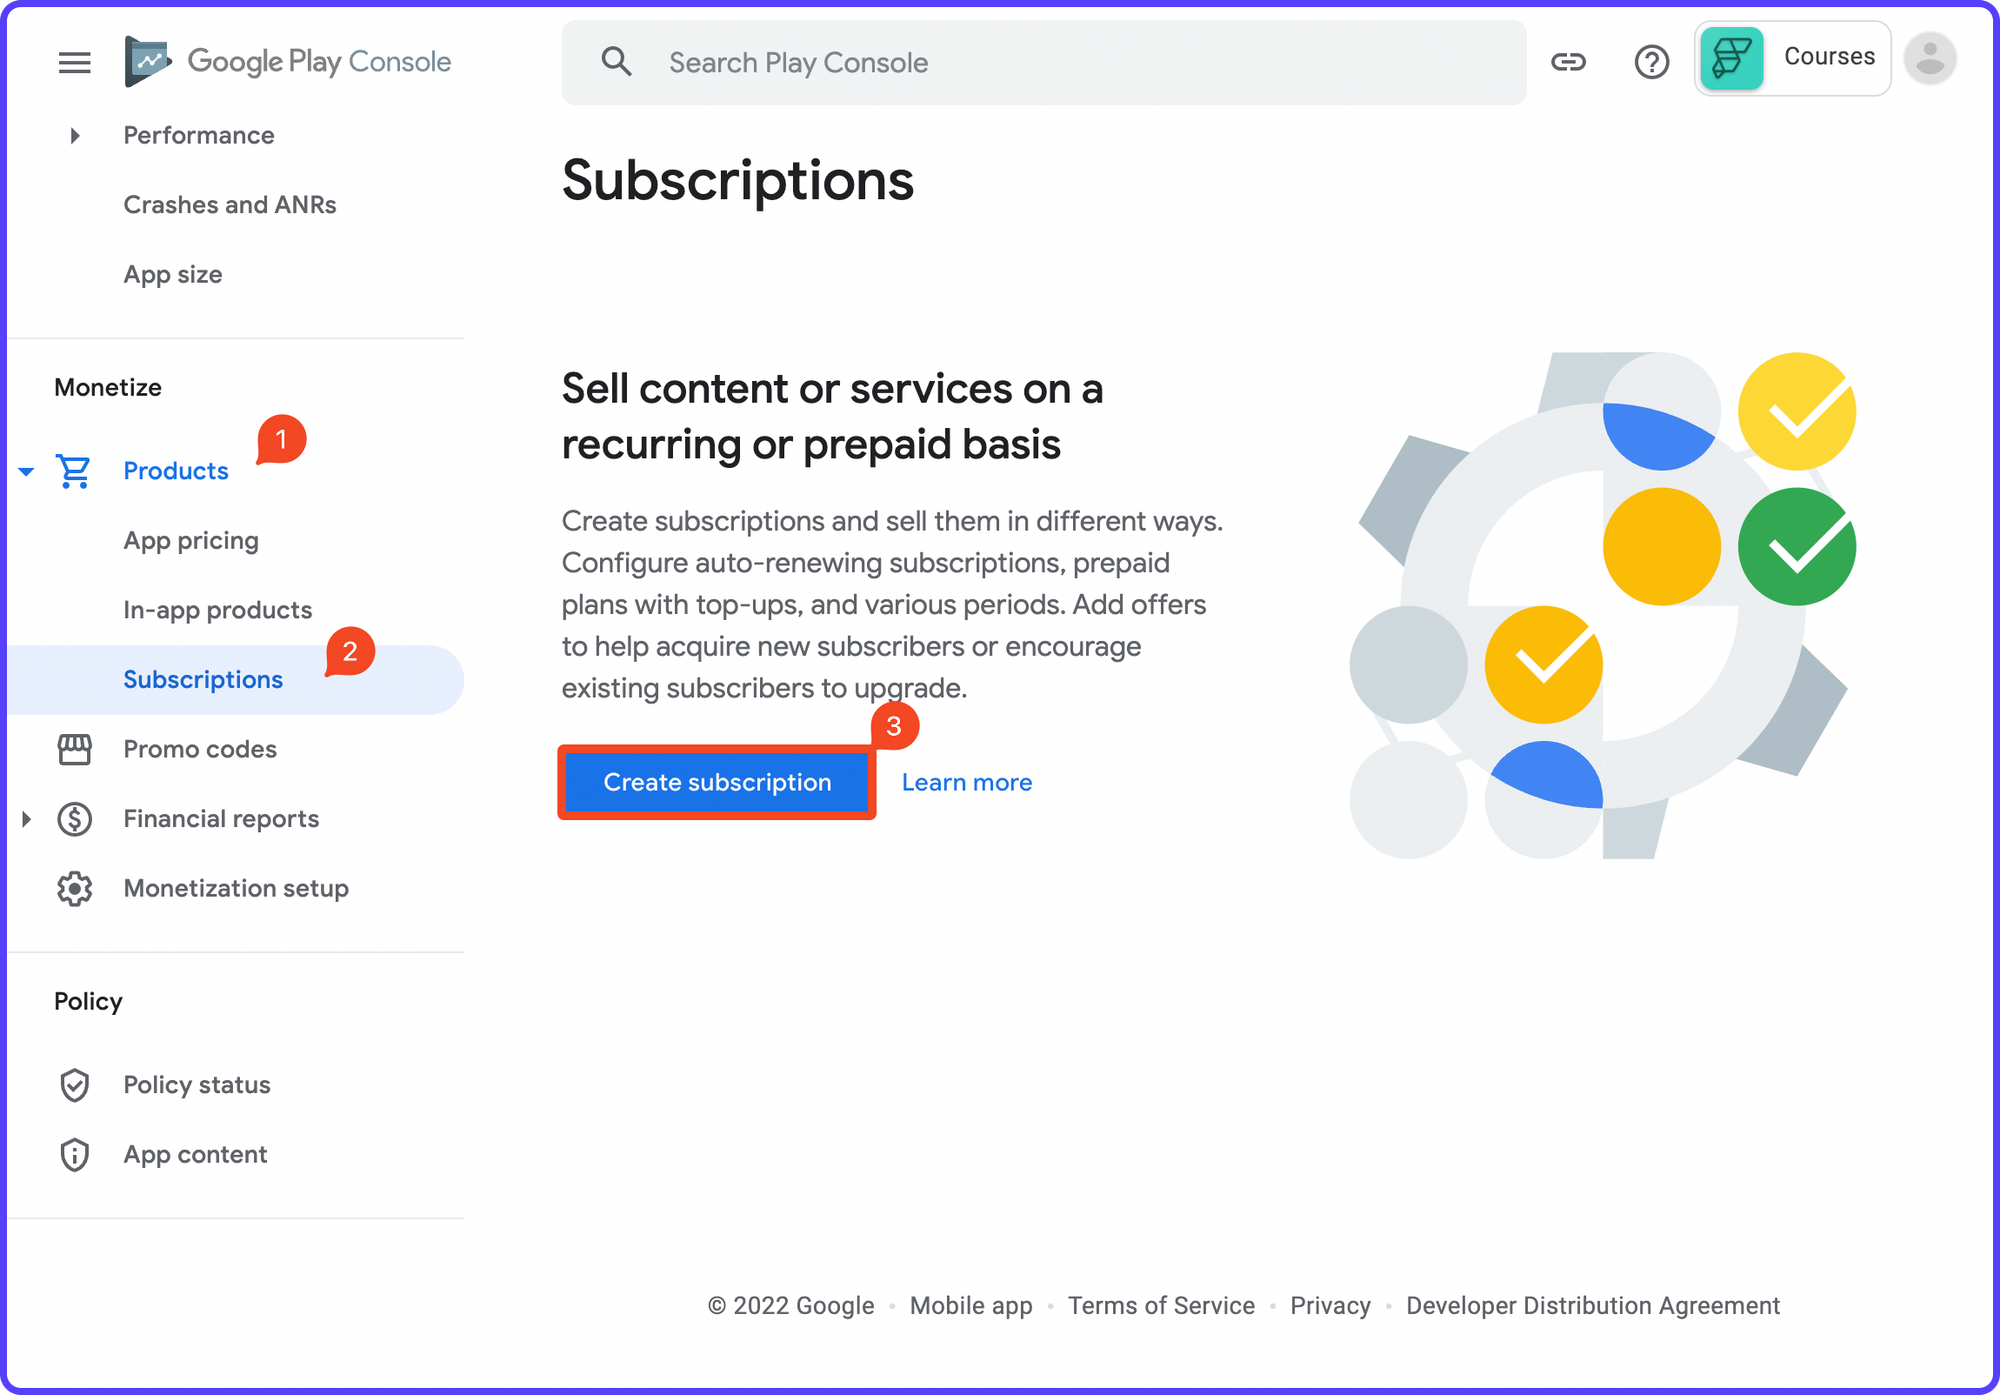 Google Play Console
Search Play Console
Courses
Performance
Crashes and ANRs
App size
Monetize
1
Products
App pricing
In-app products
2
Subscriptions
Promo codes
Financial reports
Monetization setup
Policy
Policy status
App content
Subscriptions
Sell content or services on a
recurring or prepaid basis
Create subscriptions and sell them in different ways.
Configure auto-renewing subscriptions, prepaid
plans with top-ups, and various periods. Add offers
to help acquire new subscribers or encourage
existing subscribers to upgrade.
3
Create subscription
Learn more
© 2022 Google • Mobile app • Terms of Service • Privacy • Developer Distribution Agreement